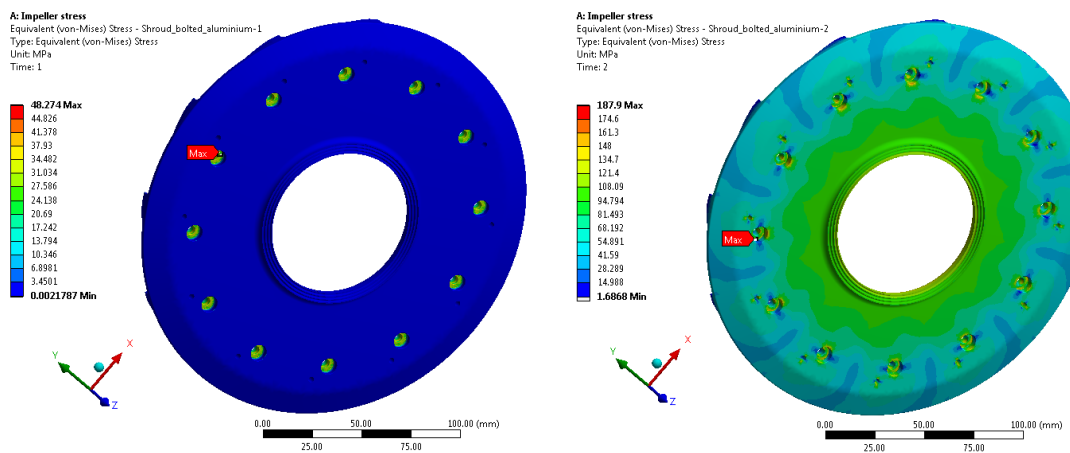 A: Impeller stress
Equivalent (von-Mises) Stress - Shroud_bolted_aluminium-1
Type: Equivalent (von-Mises) Stress
Unit: MPa
Time: 1
48.274 Max
44.826
41.378
37.93
34.482
31.034
27.586
24.138
20.69
17.242
13.794
10.346
6.8981
3.4501
0.0021787 Min
Max
Y
X
Z
0.00
50.00
100.00 (mm)
25.00
75.00
A: Impeller stress
Equivalent (von-Mises) Stress - Shroud_bolted_aluminium-2
Type: Equivalent (von-Mises) Stress
Unit: MPa
Time: 2
187.9 Max
174.6
161.3
148
134.7
121.4
108.09
94.794
81.493
68.192
54.891
41.59
28.289
14.988
1.6868 Min
Max
Y
X
Z
0.00
50.00
100.00 (mm)
25.00
75.00